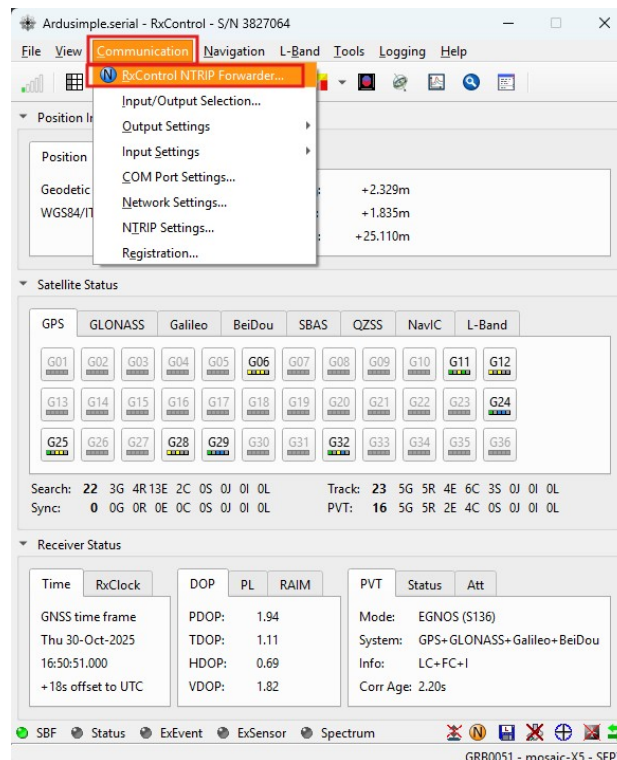 Ardusimple.serial - RxControl - S/N 3827064
File View Communication Navigation L-Band Tools Logging Help
RxControl NTRIP Forwarder...
Input/Output Selection...
Output Settings
Input Settings
COM Port Settings...
Network Settings...
NTRIP Settings...
Registration...
Position
Position
Geodetic +2.329m
WGS84/IT +1.835m
+25.110m
Satellite Status
GPS GLONASS Galileo BeiDou SBAS QZSS NavIC L-Band
G01 G02 G03 G04 G05 G06 G07 G08 G09 G10 G11 G12
G13 G14 G15 G16 G17 G18 G19 G20 G21 G22 G23 G24
G25 G26 G27 G28 G29 G30 G31 G32 G33 G34 G35 G36
Search: 22 3G 4R 13E 2C 0S 0J 0I 0L Track: 23 5G 5R 4E 6C 3S 0J 0I 0L
Sync: 0 0G 0R 0E 0C 0S 0J 0I 0L PVT: 16 5G 5R 2E 4C 0S 0J 0I 0L
Receiver Status
Time RxClock DOP PL RAIM PVT Status Att
GNSS time frame PDOP: 1.94 Mode: EGNOS (S136)
Thu 30-Oct-2025 TDOP: 1.11 System: GPS+GLONASS+Galileo+BeiDou
16:50:51.000 HDOP: 0.69 Info: LC+FC+I
+18s offset to UTC VDOP: 1.82 Corr Age: 2.20s
SBF Status ExEvent ExSensor Spectrum
GRB0051 - mosaic-X5 - SEPT